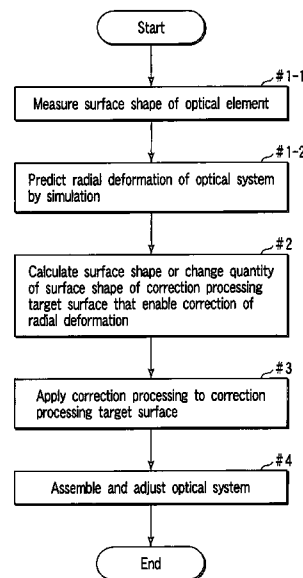 Start
#1-1
Measure surface shape of optical element
#1-2
Predict radial deformation of optical system
by simulation
#2
Calculate surface shape or change quantity
of surface shape of correction processing
target surface that enable correction of
radial deformation
#3
Apply correction processing to correction
processing target surface
#4
Assemble and adjust optical system
End